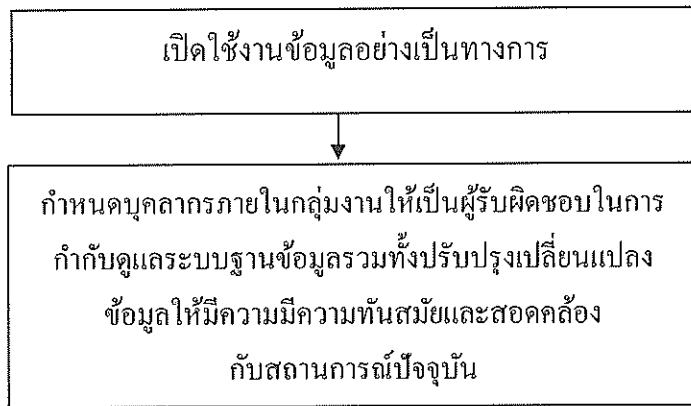 เปิดใช้งานข้อมูลอย่างเป็นทางการ
กำหนดบุคลากรภายในกลุ่มงานให้เป็นผู้รับผิดชอบในการ
กำกับดูแลระบบฐานข้อมูลรวมทั้งปรับปรุงเปลี่ยนแปลง
ข้อมูลให้มีความมีความทันสมัยและสอดคล้อง
กับสถานการณ์ปัจจุบัน